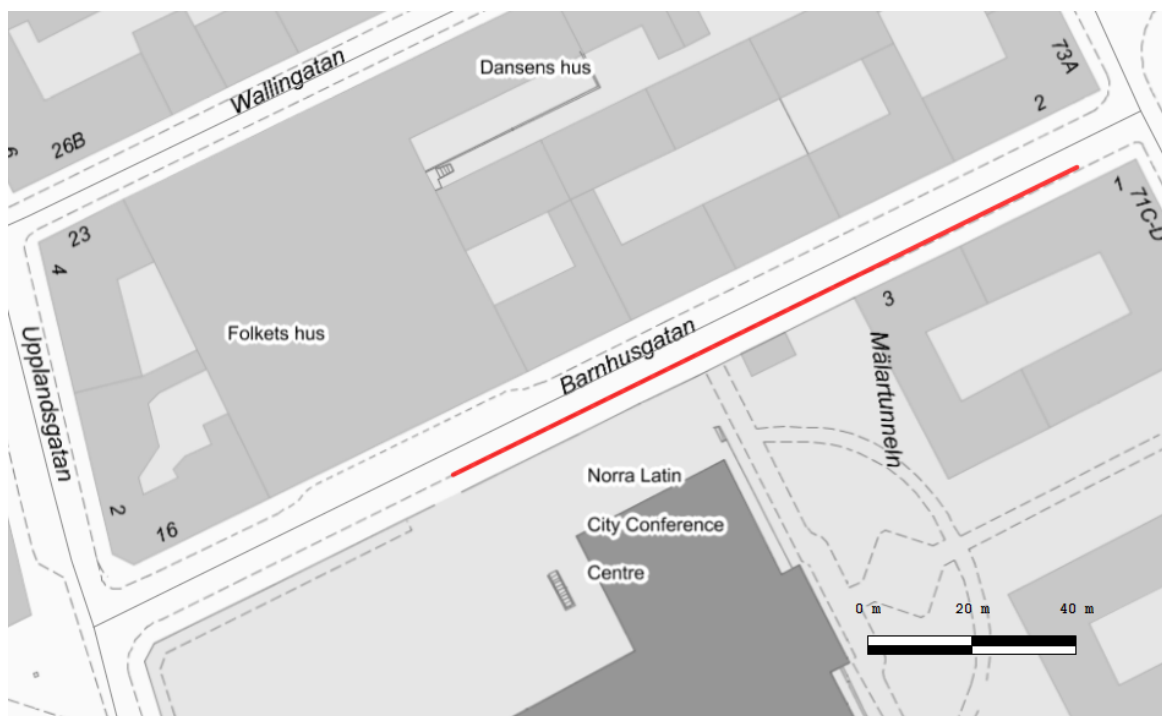 Dansens hus
Wallingatan
73A
26B
2
6
1
71C-D
23
4
3
Folkets hus
Barnhusgatan
Mälartunneln
Upplandsgatan
Norra Latin
City Conference
Centre
2
16
0 m 20 m 40 m